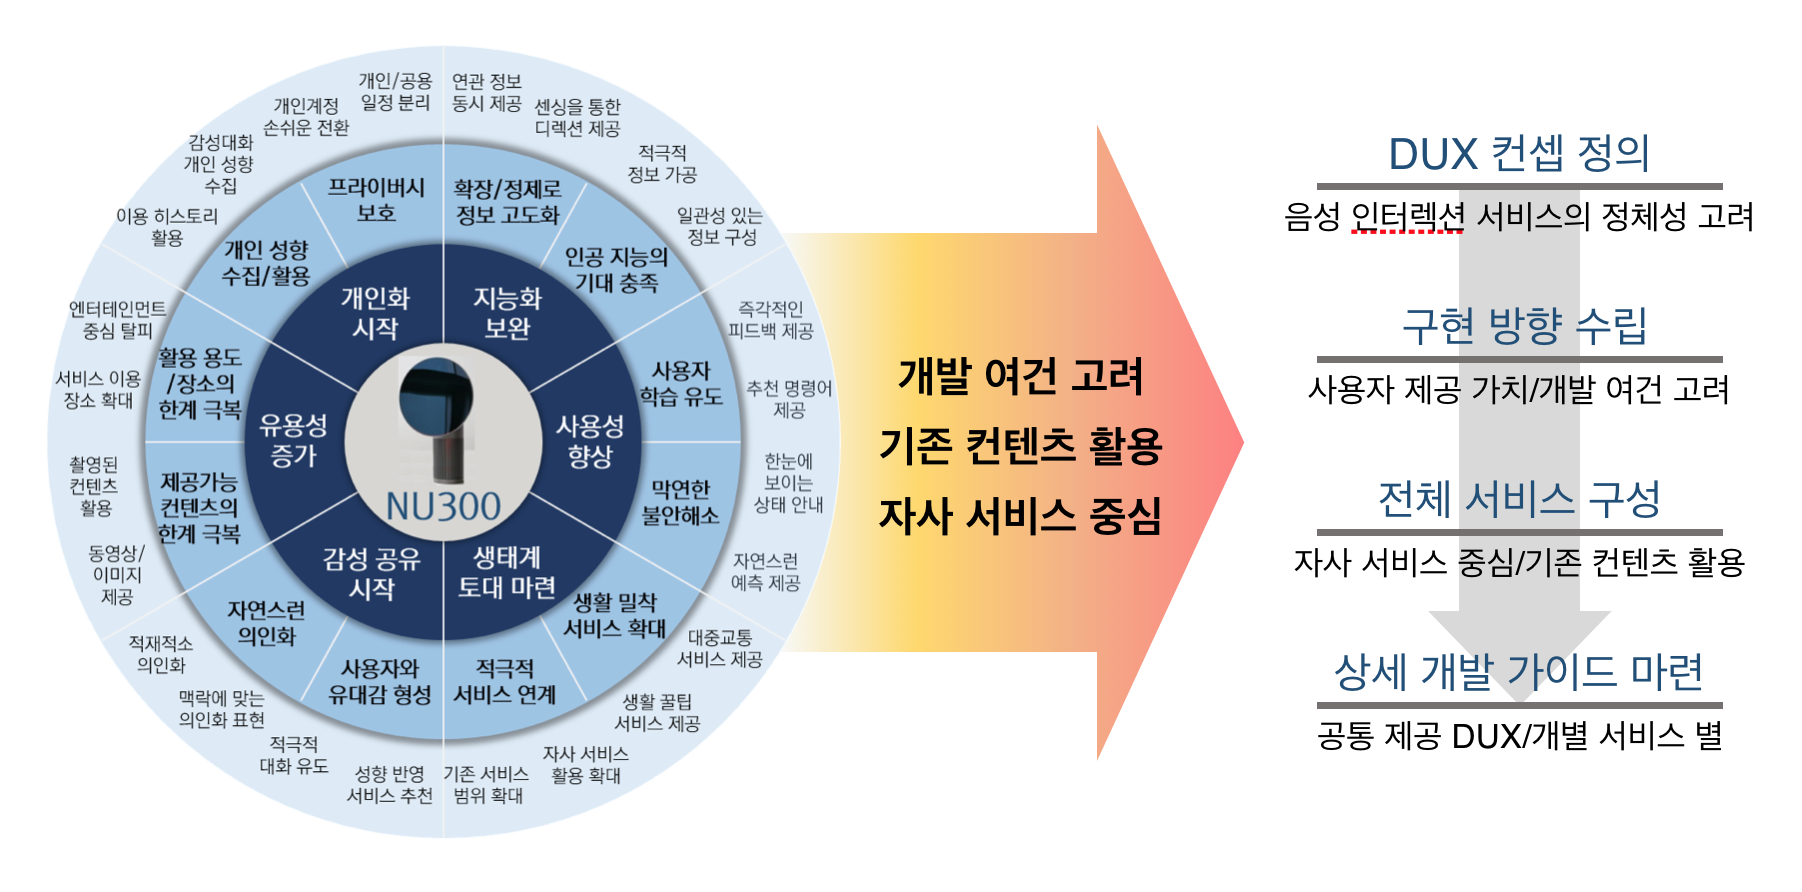 개인/공용
일정 분리
연관 정보
동시 제공
개인계정
손쉬운 전환
센싱을 통한
디렉션 제공
감성대화
개인 성향
수집
적극적
정보 가공
이용 히스토리
활용
일관성 있는
정보 구성
엔터테인먼트
중심 탈피
즉각적인
피드백 제공
서비스 이용
장소 확대
추천 명령어
제공
촬영된
컨텐츠
활용
한눈에
보이는
상태 안내
동영상/
이미지
제공
자연스런
예측 제공
적재적소
의인화
대중교통
서비스 제공
맥락에 맞는
의인화 표현
생활 꿀팁
서비스 제공
적극적
대화 유도
자사 서비스
활용 확대
성향 반영
서비스 추천
기존 서비스
범위 확대
프라이버시
보호
확장/정제로
정보 고도화
개인 성향
수집/활용
인공 지능의
기대 충족
활용 용도
/장소의
한계 극복
사용자
학습 유도
제공가능
컨텐츠의
한계 극복
막연한
불안해소
자연스런
의인화
생활 밀착
서비스 확대
사용자와
유대감 형성
적극적
서비스 연계
개인화
시작
지능화
보완
유용성
증가
사용성
향상
감성 공유
시작
생태계
토대 마련
NU300
개발 여건 고려
기존 컨텐츠 활용
자사 서비스 중심
DUX 컨셉 정의
음성 인터렉션 서비스의 정체성 고려
구현 방향 수립
사용자 제공 가치/개발 여건 고려
전체 서비스 구성
자사 서비스 중심/기존 컨텐츠 활용
상세 개발 가이드 마련
공통 제공 DUX/개별 서비스 별